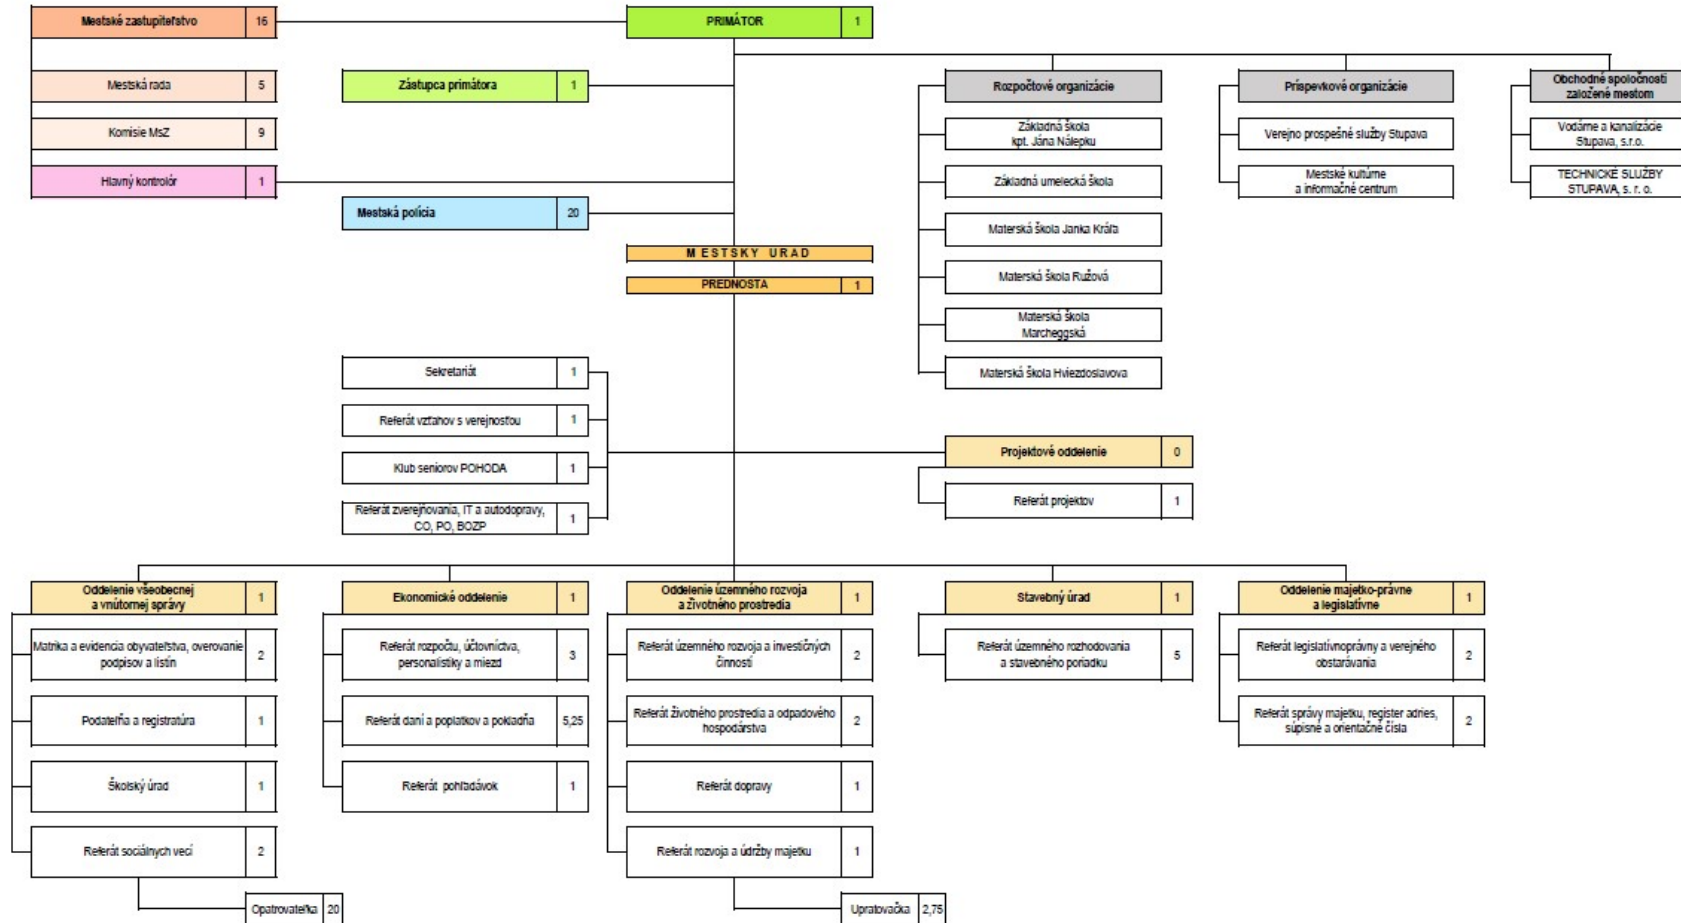 Mestské zastupiteľstvo 16
PRIMÁTOR 1
Mestská rada 5
Zástupca primátora 1
Rozpočtové organizácie
Príspevkové organizácie
Obchodné spoločnosti
založené mestom
Komisie MsZ 9
Základná škola
kpt. Jána Nálepku
Verejno prospešné služby Stupava
Vodárne a kanalizácie
Stupava, s.r.o.
Hlavný kontrolór 1
Základná umelecká škola
Mestské kultúrne
a informačné centrum
TECHNICKÉ SLUŽBY
STUPAVA, s. r. o.
Mestská polícia 20
Materská škola Janka Kráľa
MESTSKÝ ÚRAD
PREDNOSTA 1
Materská škola Ružová
Materská škola
Marcheggská
Materská škola Hviezdoslavova
Sekretariát 1
Referát vzťahov s verejnosťou 1
Klub seniorov POHODA 1
Referát zverejňovania, IT a autodopravy,
CO, PO, BOZP 1
Projektové oddelenie 0
Referát projektov 1
Oddelenie všeobecnej
a vnútornej správy 1
Ekonomické oddelenie 1
Oddelenie územného rozvoja
a životného prostredia 1
Stavebný úrad 1
Oddelenie majetko-právne
a legislatívne 1
Matrika a evidencia obyvateľstva, overovanie
podpisov a listín 2
Referát rozpočtu, účtovníctva,
personalistiky a miezd 3
Referát územného rozvoja a investičných
činností 2
Referát územného rozhodovania
a stavebného poriadku 5
Referát legislatívnoprávny a verejného
obstarávania 2
Podateľňa a registratúra 1
Referát daní a poplatkov a pokladňa 5,25
Referát životného prostredia a odpadového
hospodárstva 2
Referát správy majetku, register adries,
súpisné a orientačné čísla 2
Školský úrad 1
Referát pohľadávok 1
Referát dopravy 1
Referát sociálnych vecí 2
Referát rozvoja a údržby majetku 1
Opatrovateľka 20
Upratovačka 2,75